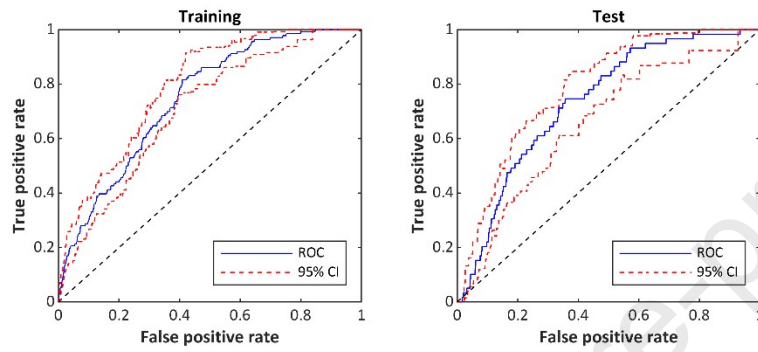 Training
True positive rate
1
0.8
0.6
0.4
0.2
0
0 0.2 0.4 0.6 0.8 1
False positive rate
ROC
95% CI
Test
True positive rate
1
0.8
0.6
0.4
0.2
0
0 0.2 0.4 0.6 0.8 1
False positive rate
ROC
95% CI